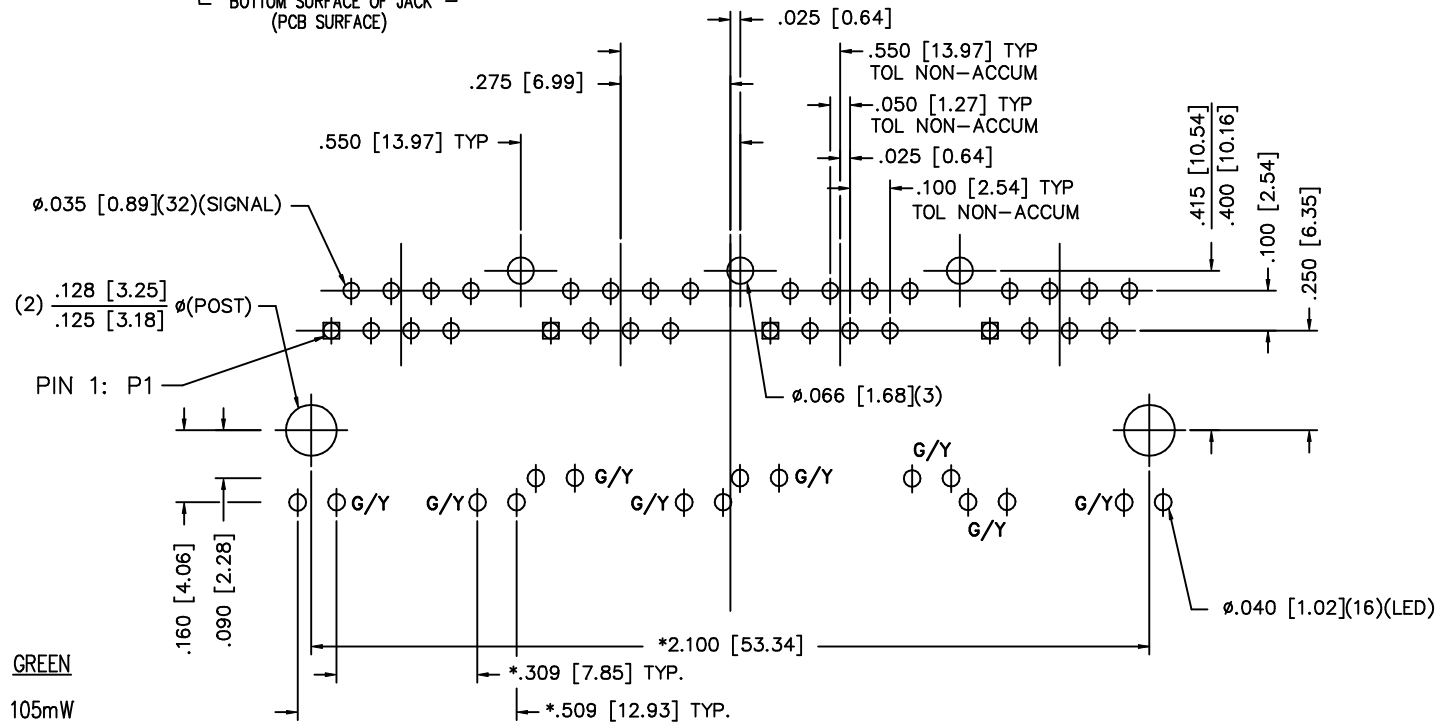 BOTTOM SURFACE OF JACK
(PCB SURFACE)
.025 [0.64]
.550 [13.97] TYP
TOL NON-ACCUM
.275 [6.99]
.050 [1.27] TYP
TOL NON-ACCUM
.550 [13.97] TYP
.025 [0.64]
.100 [2.54] TYP
TOL NON-ACCUM
.415 [10.54]
.400 [10.16]
.100 [2.54]
.250 [6.35]
ø.035 [0.89](32)(SIGNAL)
(2) .128 [3.25]
.125 [3.18] ø(POST)
PIN 1: P1
ø.066 [1.68](3)
G/Y
G/Y
G/Y
G/Y
G/Y
G/Y
G/Y
G/Y
.160 [4.06]
.090 [2.28]
ø.040 [1.02](16)(LED)
*2.100 [53.34]
GREEN
*.309 [7.85] TYP.
105mW
*.509 [12.93] TYP.